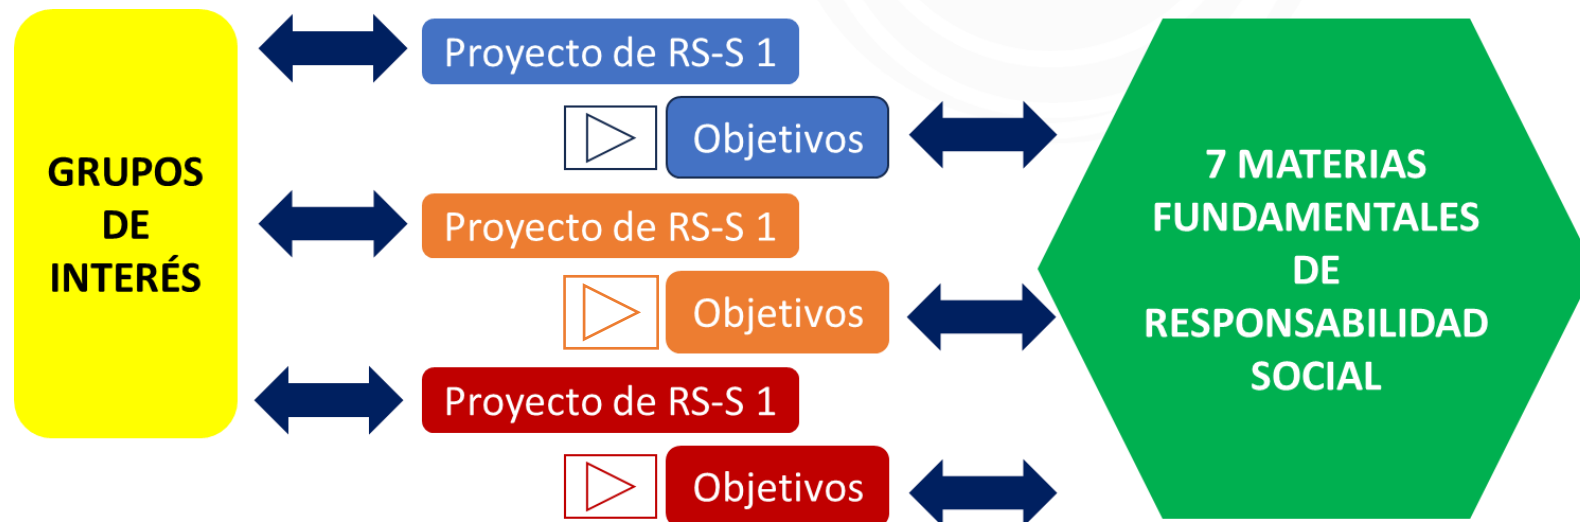 GRUPOS
DE
INTERÉS
Proyecto de RS-S 1
Objetivos
Proyecto de RS-S 1
Objetivos
Proyecto de RS-S 1
Objetivos
7 MATERIAS
FUNDAMENTALES
DE
RESPONSABILIDAD
SOCIAL